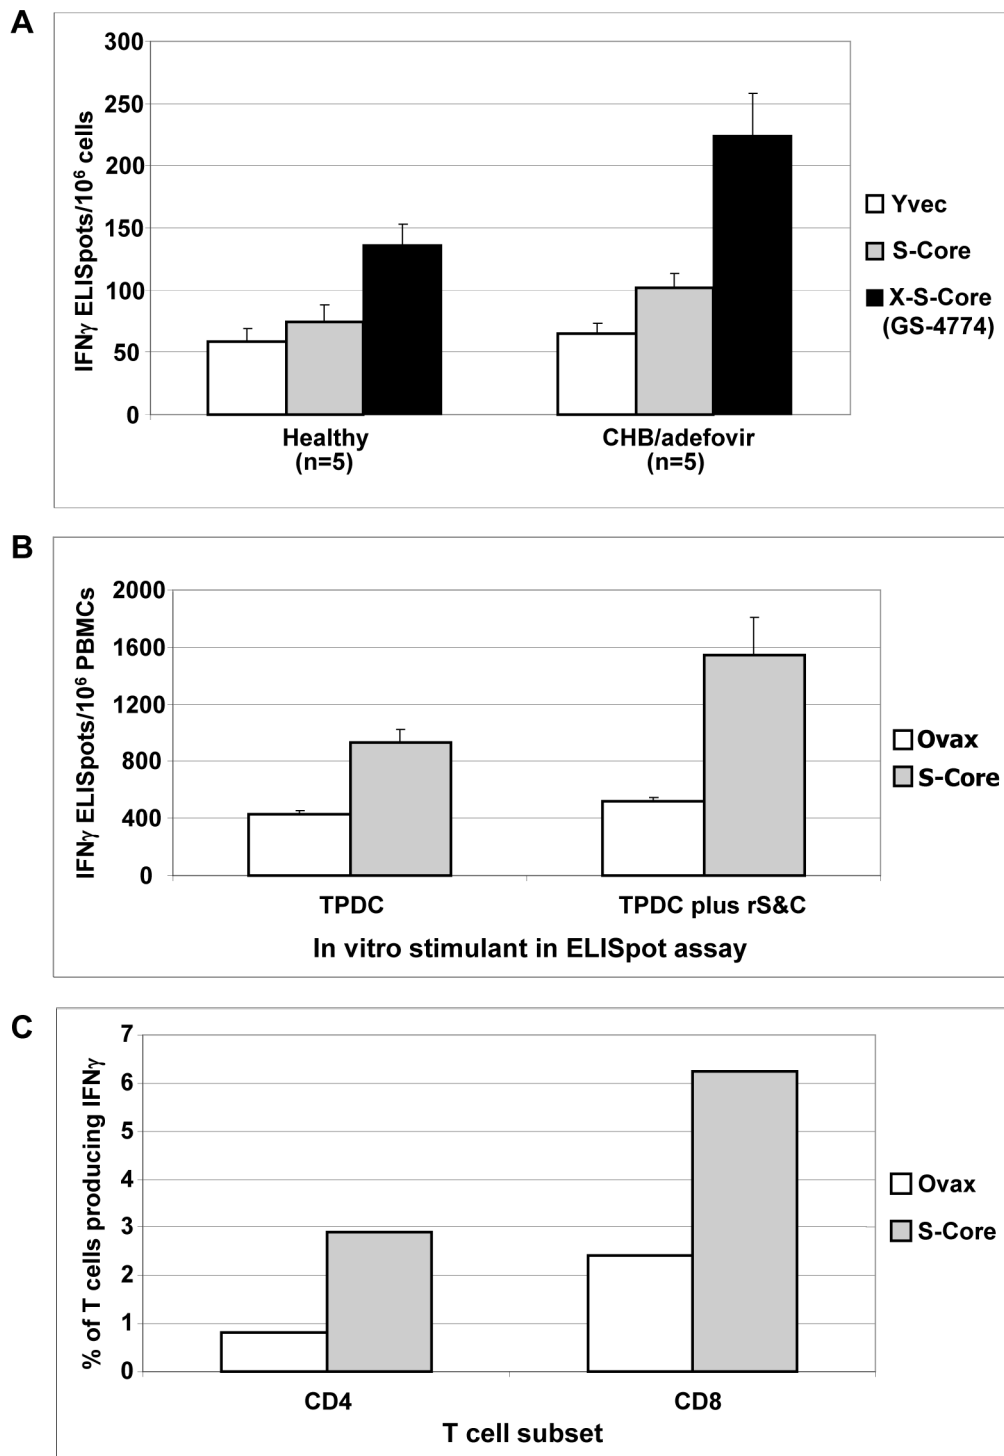 A
IFNγ ELISpots/10⁶ cells
300
250
200
150
100
50
0
Healthy
(n=5)
CHB/adefovir
(n=5)
Yvec
S-Core
X-S-Core
(GS-4774)
B
IFNγ ELISpots/10⁶ PBMCs
2000
1600
1200
800
400
0
TPDC
TPDC plus rS&C
In vitro stimulant in ELISpot assay
Ovax
S-Core
C
% of T cells producing IFNγ
7
6
5
4
3
2
1
0
CD4
CD8
T cell subset
Ovax
S-Core